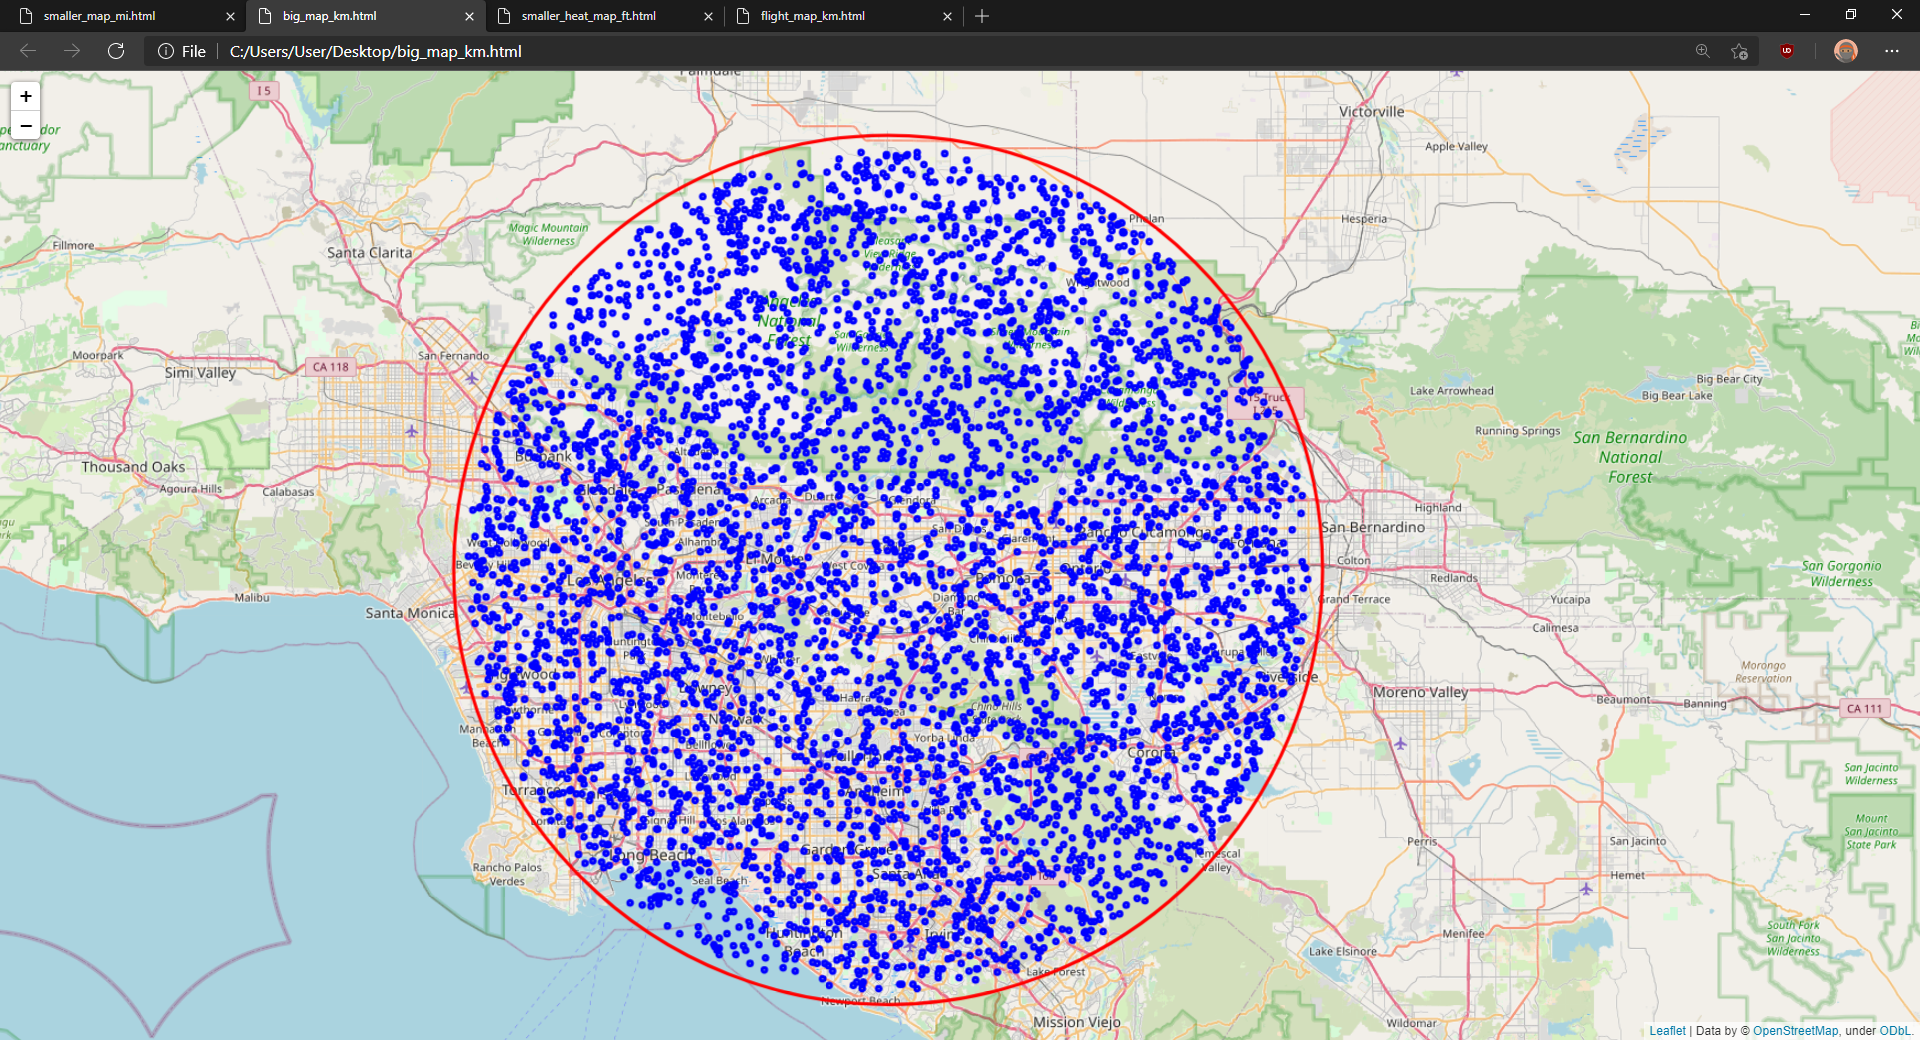 smaller_map_mi.html
big_map_km.html
smaller_heat_map_ft.html
flight_map_km.html
File
C:/Users/User/Desktop/big_map_km.html
+
−
I 5
Victorville
Apple Valley
Magic Mountain
Wilderness
Phelan
Hesperia
Fillmore
Santa Clarita
Wrightwood
Angeles
National
Forest
Moorpark
San Fernando
Simi Valley
CA 118
Big Bear City
Lake Arrowhead
Big Bear Lake
Running Springs
San Bernardino
National
Forest
Burbank
Thousand Oaks
Agoura Hills
Calabasas
Glendale
Pasadena
Arcadia
Duarte
Glendora
Highland
San Bernardino
Rancho Cucamonga
Fontana
Alhambra
West Hollywood
El Monte
West Covina
Claremont
Colton
San Gorgonio
Wilderness
Los Angeles
Pomona
Ontario
Redlands
Malibu
Santa Monica
Diamond
Bar
Grand Terrace
Yucaipa
Montebello
Calimesa
Chino Hills
Huntington
Park
Whittier
Eastvale
Morongo
Reservation
Inglewood
Riverside
Downey
Moreno Valley
Beaumont
Banning
CA 111
La Habra
Chino Hills
Norwalk
Manhattan
Beach
Yorba Linda
Bellflower
Corona
Fullerton
San Jacinto
Wilderness
Torrance
Anaheim
Mount
San Jacinto
State Park
Signal Hill
Los Alamitos
Perris
San Jacinto
Long Beach
Garden Grove
Temescal
Valley
Rancho Palos
Verdes
Seal Beach
Santa Ana
Hemet
Huntington
Beach
Irvine
Menifee
South Fork
San Jacinto
Wilderness
Lake Elsinore
Lake Forest
Newport Beach
Mission Viejo
Wildomar
Leaflet | Data by © OpenStreetMap, under ODbL.